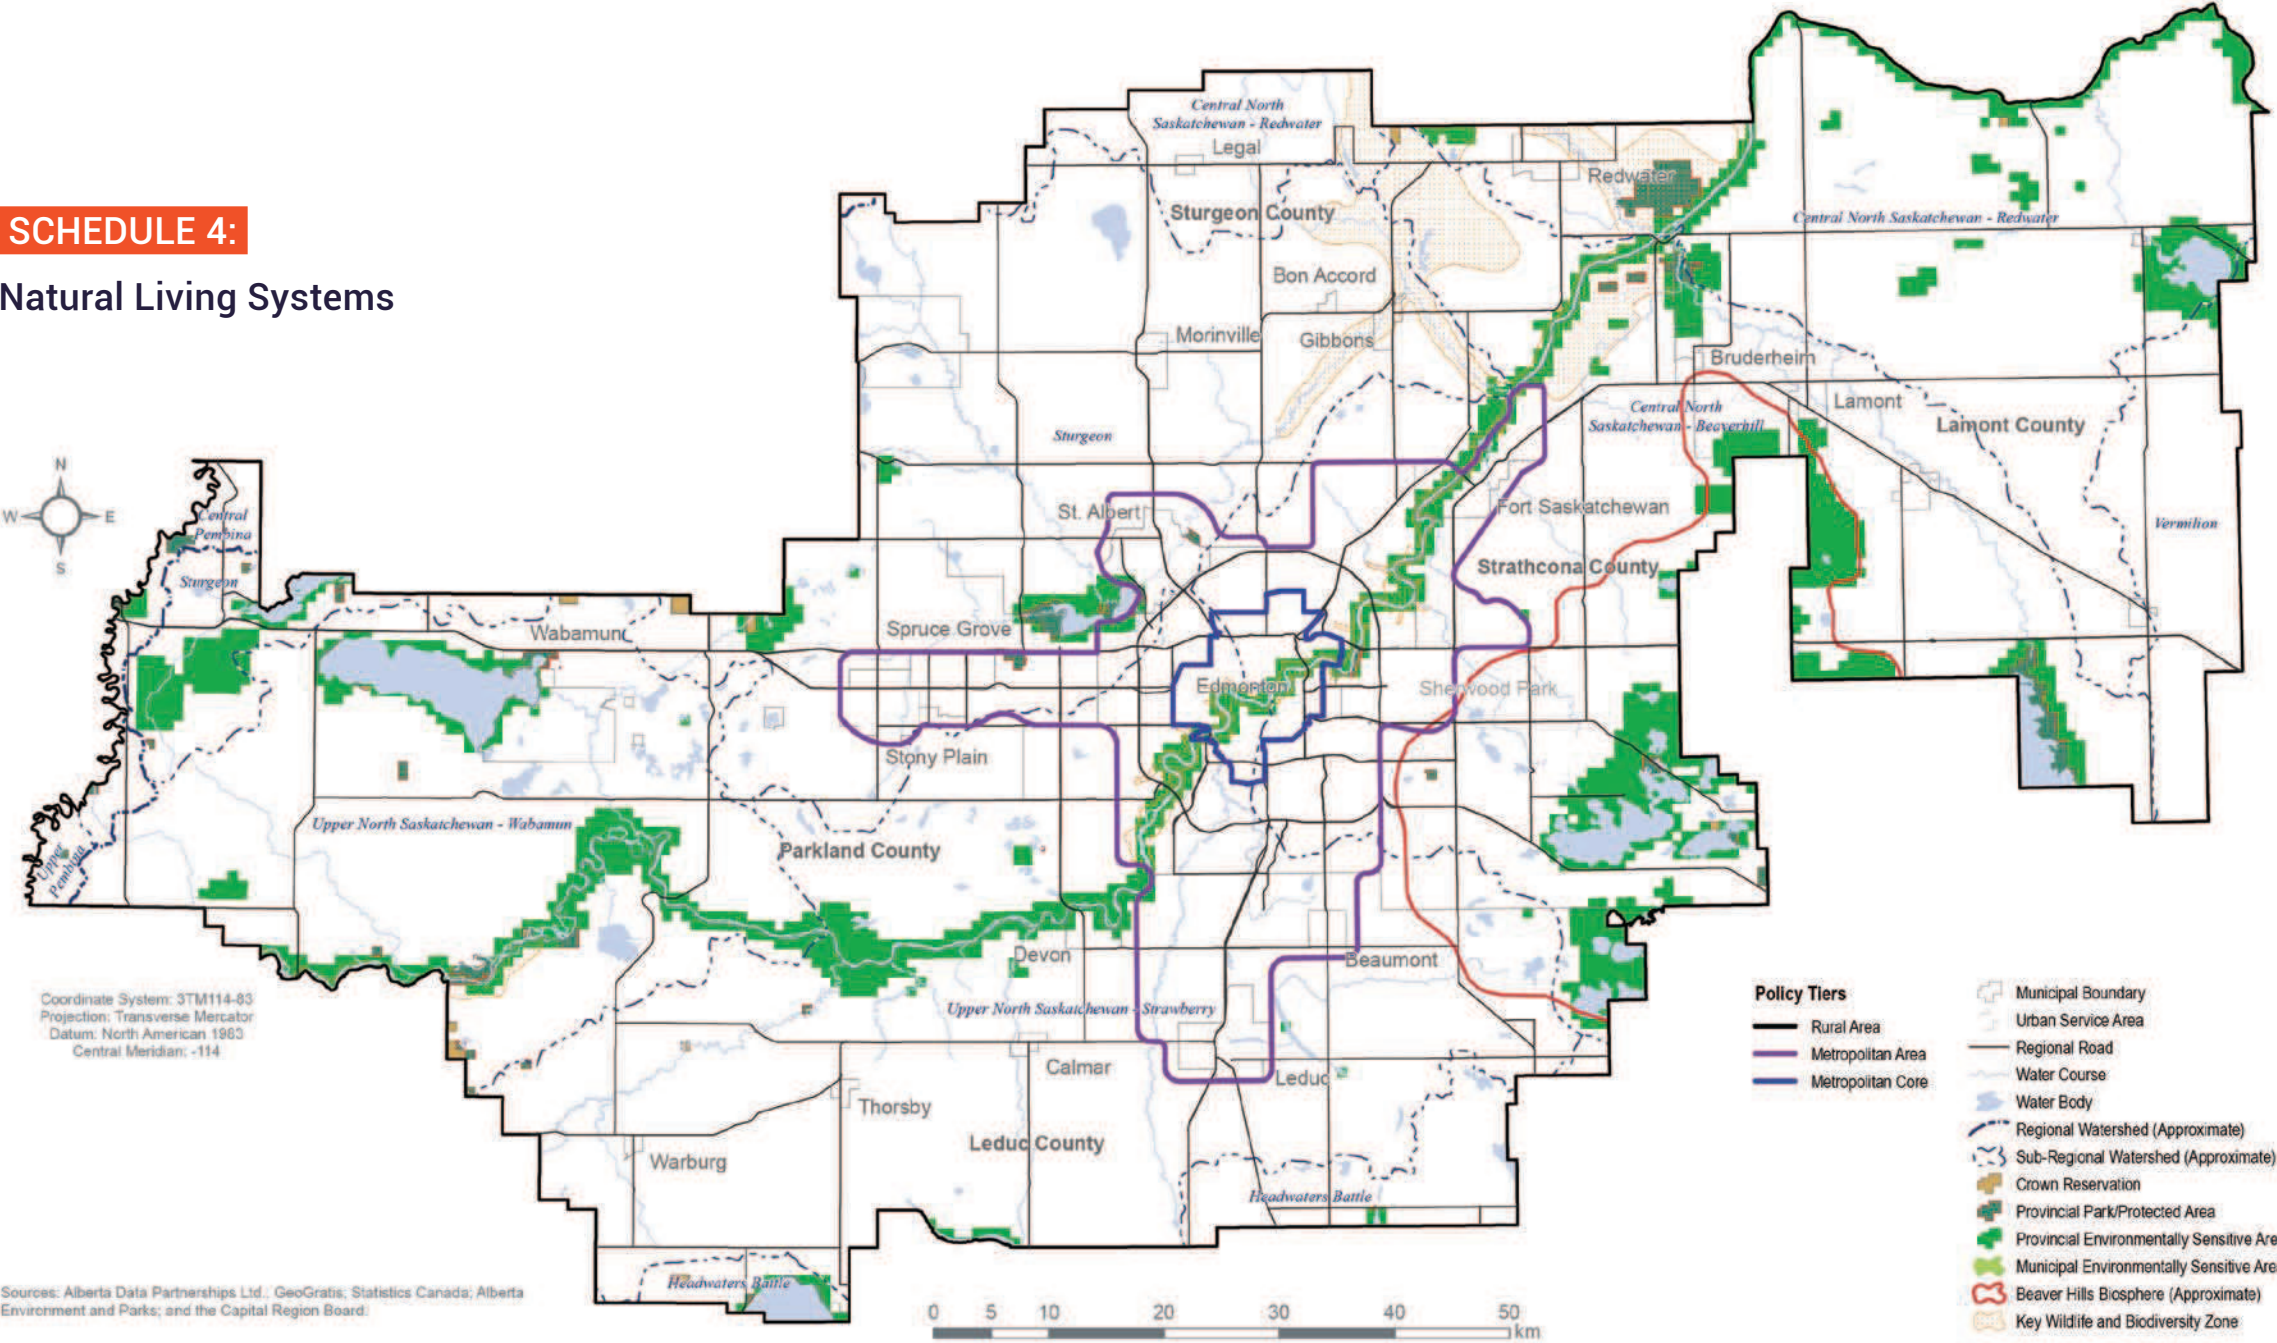 SCHEDULE 4:
Natural Living Systems
N
W
E
S
Central North
Saskatchewan - Redwater
Legal
Redwater
Sturgeon County
Central North Saskatchewan - Redwater
Bon Accord
Morinville
Gibbons
Bruderheim
Lamont
Central North
Saskatchewan - Beaverhill
Lamont County
Sturgeon
St. Albert
Fort Saskatchewan
Central
Pembina
Vermilion
Sturgeon
Strathcona County
Wabamun
Spruce Grove
Edmonton
Sherwood Park
Stony Plain
Upper North Saskatchewan - Wabamun
Parkland County
Upper
Pembina
Devon
Beaumont
Upper North Saskatchewan - Strawberry
Calmar
Leduc
Thorsby
Leduc County
Warburg
Headwaters Battle
Headwaters Battle
Coordinate System: 3TM114-83
Projection: Transverse Mercator
Datum: North American 1983
Central Meridian: -114
Policy Tiers
Rural Area
Metropolitan Area
Metropolitan Core
Municipal Boundary
Urban Service Area
Regional Road
Water Course
Water Body
Regional Watershed (Approximate)
Sub-Regional Watershed (Approximate)
Crown Reservation
Provincial Park/Protected Area
Provincial Environmentally Sensitive Are
Municipal Environmentally Sensitive Are
Beaver Hills Biosphere (Approximate)
Key Wildlife and Biodiversity Zone
Sources: Alberta Data Partnerships Ltd.; GeoGratis; Statistics Canada; Alberta
Environment and Parks; and the Capital Region Board.
0 5 10 20 30 40 50
km